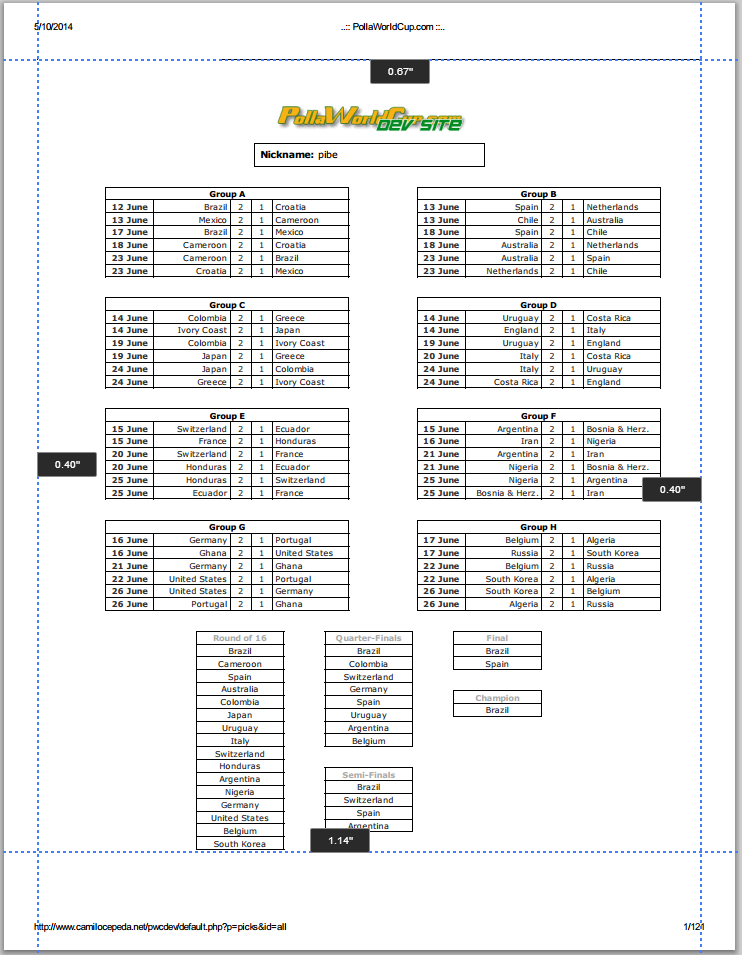 5/10/2014 ..:: PollaWorldCup.com ::..
0.67"
PollaWorldCup.com
DEV SITE
Nickname: pibe
Group A
12 June Brazil 2 1 Croatia
13 June Mexico 2 1 Cameroon
17 June Brazil 2 1 Mexico
18 June Cameroon 2 1 Croatia
23 June Cameroon 2 1 Brazil
23 June Croatia 2 1 Mexico
Group B
13 June Spain 2 1 Netherlands
13 June Chile 2 1 Australia
18 June Spain 2 1 Chile
18 June Australia 2 1 Netherlands
23 June Australia 2 1 Spain
23 June Netherlands 2 1 Chile
Group C
14 June Colombia 2 1 Greece
14 June Ivory Coast 2 1 Japan
19 June Colombia 2 1 Ivory Coast
19 June Japan 2 1 Greece
24 June Japan 2 1 Colombia
24 June Greece 2 1 Ivory Coast
Group D
14 June Uruguay 2 1 Costa Rica
14 June England 2 1 Italy
19 June Uruguay 2 1 England
20 June Italy 2 1 Costa Rica
24 June Italy 2 1 Uruguay
24 June Costa Rica 2 1 England
Group E
15 June Switzerland 2 1 Ecuador
15 June France 2 1 Honduras
20 June Switzerland 2 1 France
20 June Honduras 2 1 Ecuador
25 June Honduras 2 1 Switzerland
25 June Ecuador 2 1 France
0.40"
Group F
15 June Argentina 2 1 Bosnia & Herz.
16 June Iran 2 1 Nigeria
21 June Argentina 2 1 Iran
21 June Nigeria 2 1 Bosnia & Herz.
25 June Nigeria 2 1 Argentina
25 June Bosnia & Herz. 2 1 Iran
0.40"
Group G
16 June Germany 2 1 Portugal
16 June Ghana 2 1 United States
21 June Germany 2 1 Ghana
22 June United States 2 1 Portugal
26 June United States 2 1 Germany
26 June Portugal 2 1 Ghana
Group H
17 June Belgium 2 1 Algeria
17 June Russia 2 1 South Korea
22 June Belgium 2 1 Russia
22 June South Korea 2 1 Algeria
26 June South Korea 2 1 Belgium
26 June Algeria 2 1 Russia
Round of 16
Brazil
Cameroon
Spain
Australia
Colombia
Japan
Uruguay
Italy
Switzerland
Honduras
Argentina
Nigeria
Germany
United States
Belgium
South Korea
Quarter-Finals
Brazil
Colombia
Switzerland
Germany
Spain
Uruguay
Argentina
Belgium
Semi-Finals
Brazil
Switzerland
Spain
Argentina
Final
Brazil
Spain
Champion
Brazil
1.14"
http://www.camilocepeda.net/pwcdev/default.php?p=picks&id=all 1/124